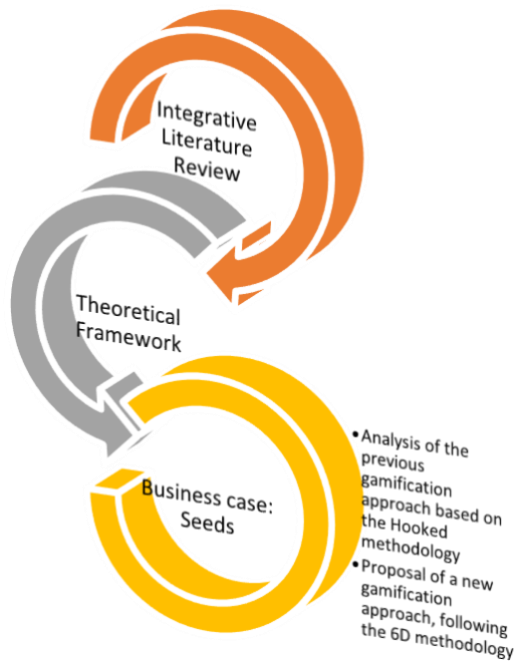 Integrative
Literature
Review
Theoretical
Framework
Business case:
Seeds
• Analysis of the
previous
gamification
approach based on
the Hooked
methodology
• Proposal of a new
gamification
approach, following
the 6D methodology